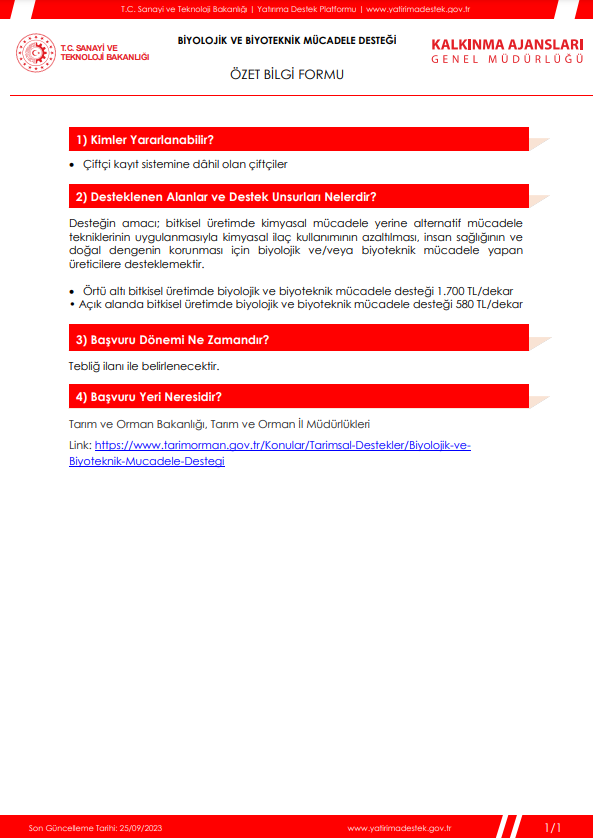 T.C. Sanayi ve Teknoloji Bakanlığı | Yatırıma Destek Platformu | www.yatirimadestek.gov.tr
T.C. SANAYİ VE
TEKNOLOJİ BAKANLIĞI
BİYOLOJİK VE BİYOTEKNİK MÜCADELE DESTEĞİ
ÖZET BİLGİ FORMU
KALKINMA AJANSLARI
GENEL MÜDÜRLÜĞÜ
1) Kimler Yararlanabilir?
• Çiftçi kayıt sistemine dâhil olan çiftçiler
2) Desteklenen Alanlar ve Destek Unsurları Nelerdir?
Desteğin amacı; bitkisel üretimde kimyasal mücadele yerine alternatif mücadele
tekniklerinin uygulanmasıyla kimyasal ilaç kullanımının azaltılması, insan sağlığının ve
doğal dengenin korunması için biyolojik ve/veya biyoteknik mücadele yapan
üreticilere desteklemektir.
• Örtü altı bitkisel üretimde biyolojik ve biyoteknik mücadele desteği 1.700 TL/dekar
• Açık alanda bitkisel üretimde biyolojik ve biyoteknik mücadele desteği 580 TL/dekar
3) Başvuru Dönemi Ne Zamandır?
Tebliğ ilanı ile belirlenecektir.
4) Başvuru Yeri Neresidir?
Tarım ve Orman Bakanlığı, Tarım ve Orman İl Müdürlükleri
Link: https://www.tarimorman.gov.tr/Konular/Tarimsal-Destekler/Biyolojik-ve-
Biyoteknik-Mucadele-Destegi
Son Güncelleme Tarihi: 25/09/2023
www.yatirimadestek.gov.tr
1/1